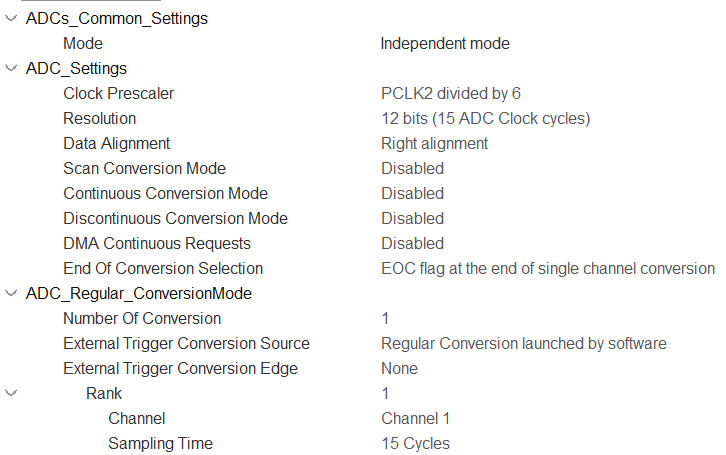 ADCs_Common_Settings
Mode Independent mode
ADC_Settings
Clock Prescaler PCLK2 divided by 6
Resolution 12 bits (15 ADC Clock cycles)
Data Alignment Right alignment
Scan Conversion Mode Disabled
Continuous Conversion Mode Disabled
Discontinuous Conversion Mode Disabled
DMA Continuous Requests Disabled
End Of Conversion Selection EOC flag at the end of single channel conversion
ADC_Regular_ConversionMode
Number Of Conversion 1
External Trigger Conversion Source Regular Conversion launched by software
External Trigger Conversion Edge None
Rank 1
Channel Channel 1
Sampling Time 15 Cycles